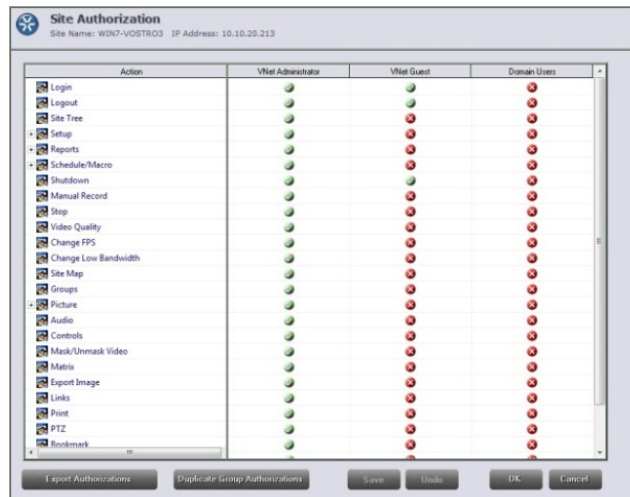 Site Authorization
Site Name: WIN7-VOSTRO3 IP Address: 10.10.20.213
Action VNet Administrator VNet Guest Domain Users
Login
Logout
Site Tree
Setup
Reports
Schedule/Macro
Shutdown
Manual Record
Stop
Video Quality
Change FPS
Change Low Bandwidth
Site Map
Groups
Picture
Audio
Controls
Mask/Unmask Video
Matrix
Export Image
Links
Print
PTZ
Bookmark
Export Authorizations Duplicate Group Authorizations Save Undo OK Cancel